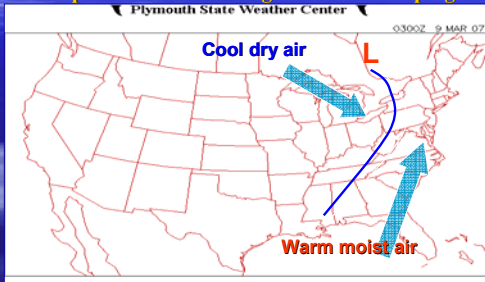 Plymouth State Weather Center
0300Z 9 MAR 07
Cool dry air
L
Warm moist air